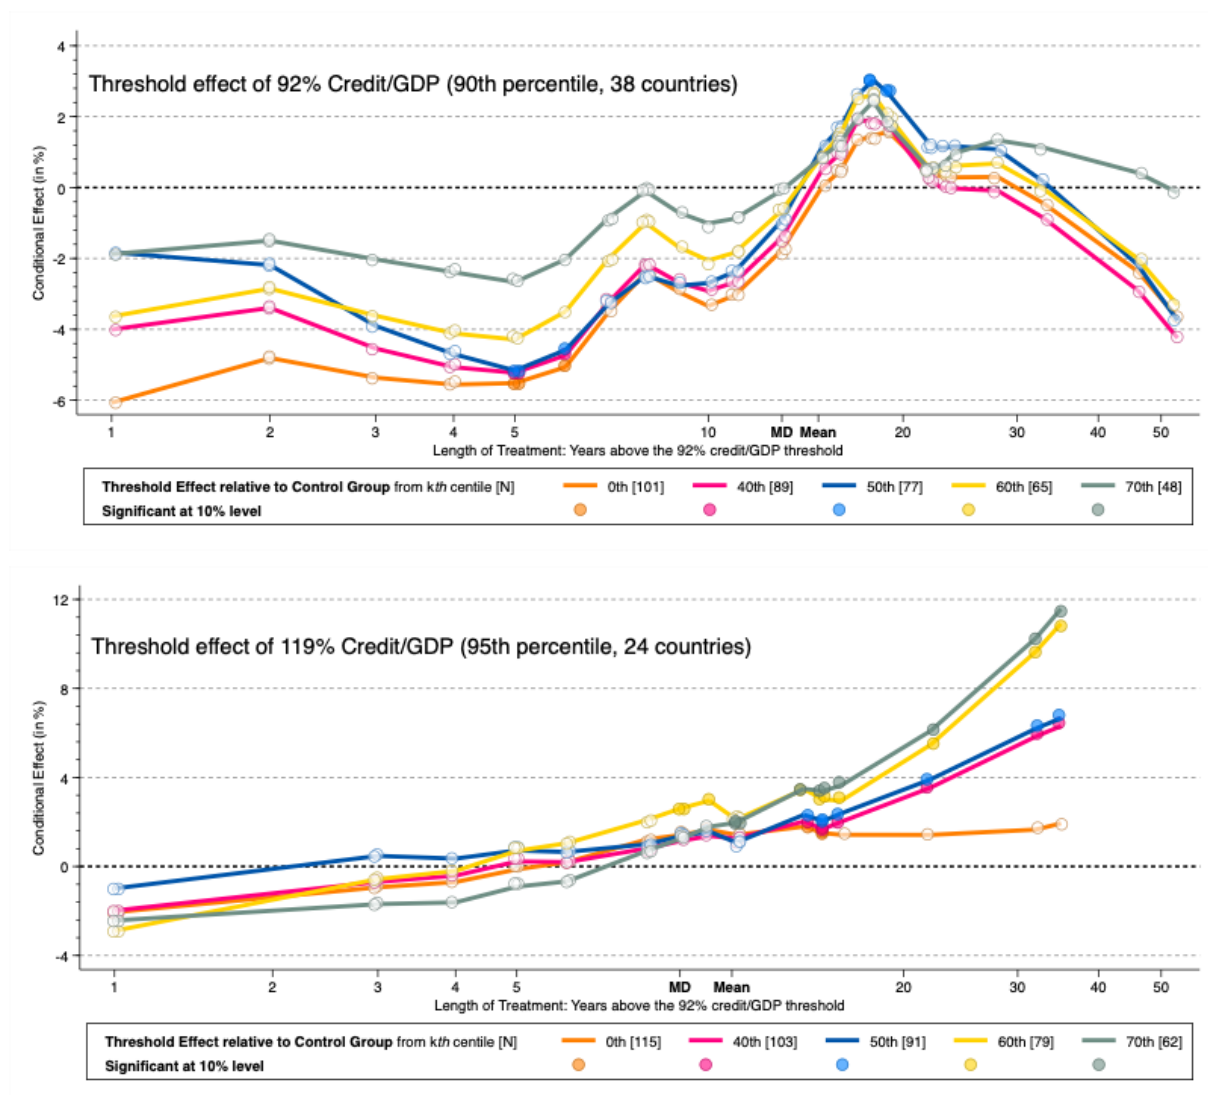 4
Threshold effect of 92% Credit/GDP (90th percentile, 38 countries)
2
0
-2
-4
-6
Conditional Effect (in %)
1 2 3 4 5 10 MD Mean 20 30 40 50
Length of Treatment: Years above the 92% credit/GDP threshold
Threshold Effect relative to Control Group from kth centile [N] 0th [101] 40th [89] 50th [77] 60th [65] 70th [48]
Significant at 10% level
12
Threshold effect of 119% Credit/GDP (95th percentile, 24 countries)
8
4
0
-4
Conditional Effect (in %)
1 2 3 4 5 MD Mean 20 30 40 50
Length of Treatment: Years above the 92% credit/GDP threshold
Threshold Effect relative to Control Group from kth centile [N] 0th [115] 40th [103] 50th [91] 60th [79] 70th [62]
Significant at 10% level